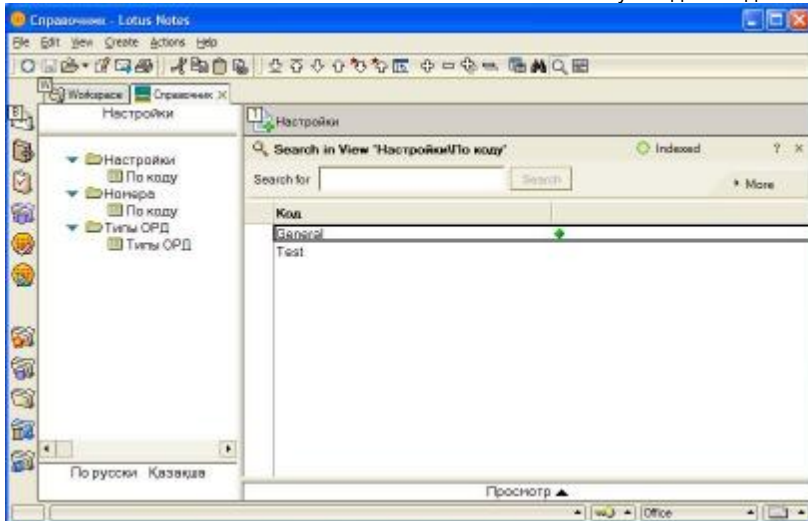 Справочник - Lotus Notes
File Edit View Create Actions Help
Workspace Справочник
Настройки
Настройки
По коду
Номера
По коду
Типы ОРД
Типы ОРД
По русски Қазақша
1 Настройки
Search in View "Настройки\По коду" Indexed ? ×
Search for Search More
Код
General
Test
Просмотр
Office